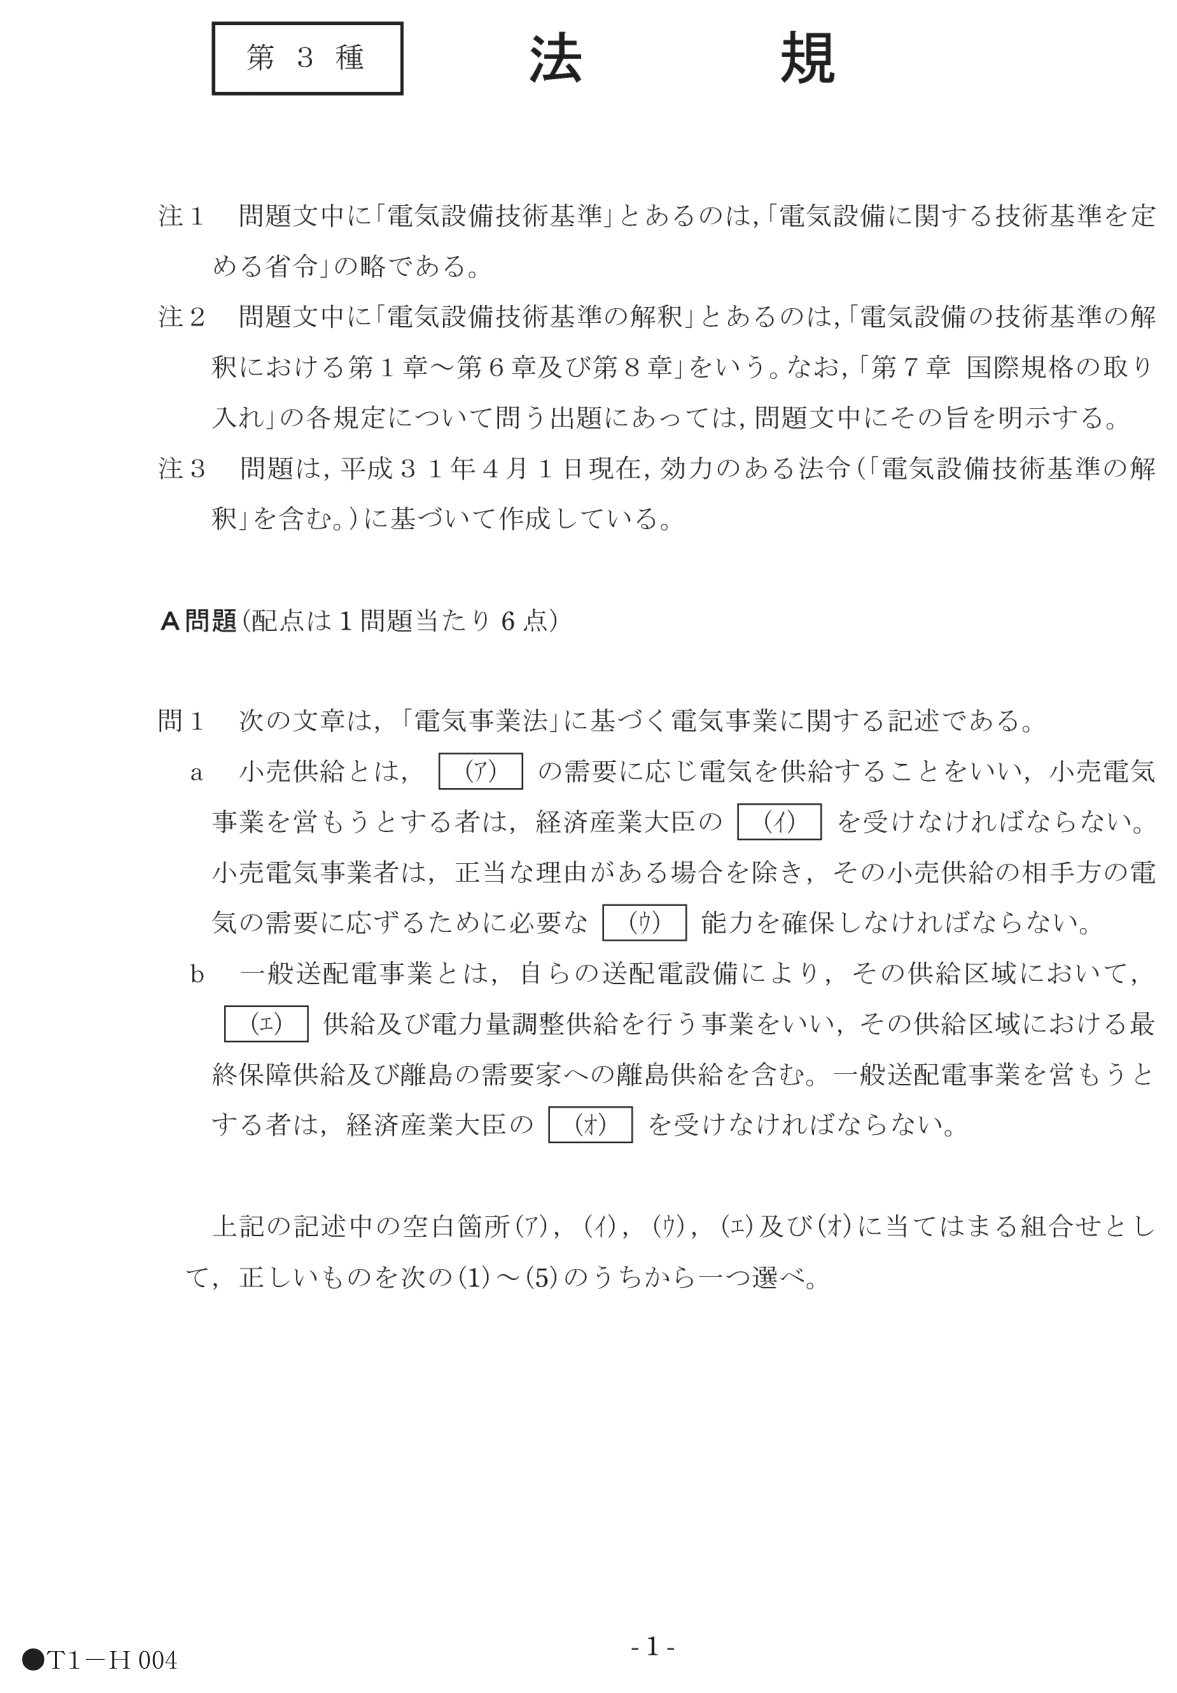 第 3 種 法 規
注1 問題文中に「電気設備技術基準」とあるのは，「電気設備に関する技術基準を定
める省令」の略である。
注2 問題文中に「電気設備技術基準の解釈」とあるのは，「電気設備の技術基準の解
釈における第1章～第6章及び第8章」をいう。なお，「第7章 国際規格の取り
入れ」の各規定について問う出題にあっては，問題文中にその旨を明示する。
注3 問題は，平成31年4月1日現在，効力のある法令（「電気設備技術基準の解
釈」を含む。）に基づいて作成している。
A問題（配点は1問題当たり6点）
問1 次の文章は，「電気事業法」に基づく電気事業に関する記述である。
a 小売供給とは， (ｱ) の需要に応じ電気を供給することをいい，小売電気
事業を営もうとする者は，経済産業大臣の (ｲ) を受けなければならない。
小売電気事業者は，正当な理由がある場合を除き，その小売供給の相手方の電
気の需要に応ずるために必要な (ｳ) 能力を確保しなければならない。
b 一般送配電事業とは，自らの送配電設備により，その供給区域において，
(ｴ) 供給及び電力量調整供給を行う事業をいい，その供給区域における最
終保障供給及び離島の需要家への離島供給を含む。一般送配電事業を営もうと
する者は，経済産業大臣の (ｵ) を受けなければならない。
上記の記述中の空白箇所(ｱ)，(ｲ)，(ｳ)，(ｴ)及び(ｵ)に当てはまる組合せとし
て，正しいものを次の(1)～(5)のうちから一つ選べ。
- 1 -
●T1－H 004